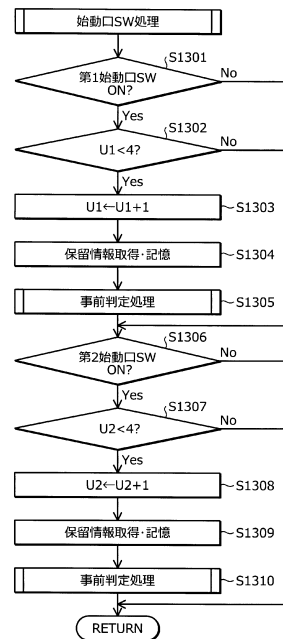 始動口SW処理
S1301
第1始動口SW
ON?
No
Yes
S1302
U1<4?
No
Yes
U1←U1+1
S1303
保留情報取得・記憶
S1304
事前判定処理
S1305
S1306
第2始動口SW
ON?
No
Yes
S1307
U2<4?
No
Yes
U2←U2+1
S1308
保留情報取得・記憶
S1309
事前判定処理
S1310
RETURN